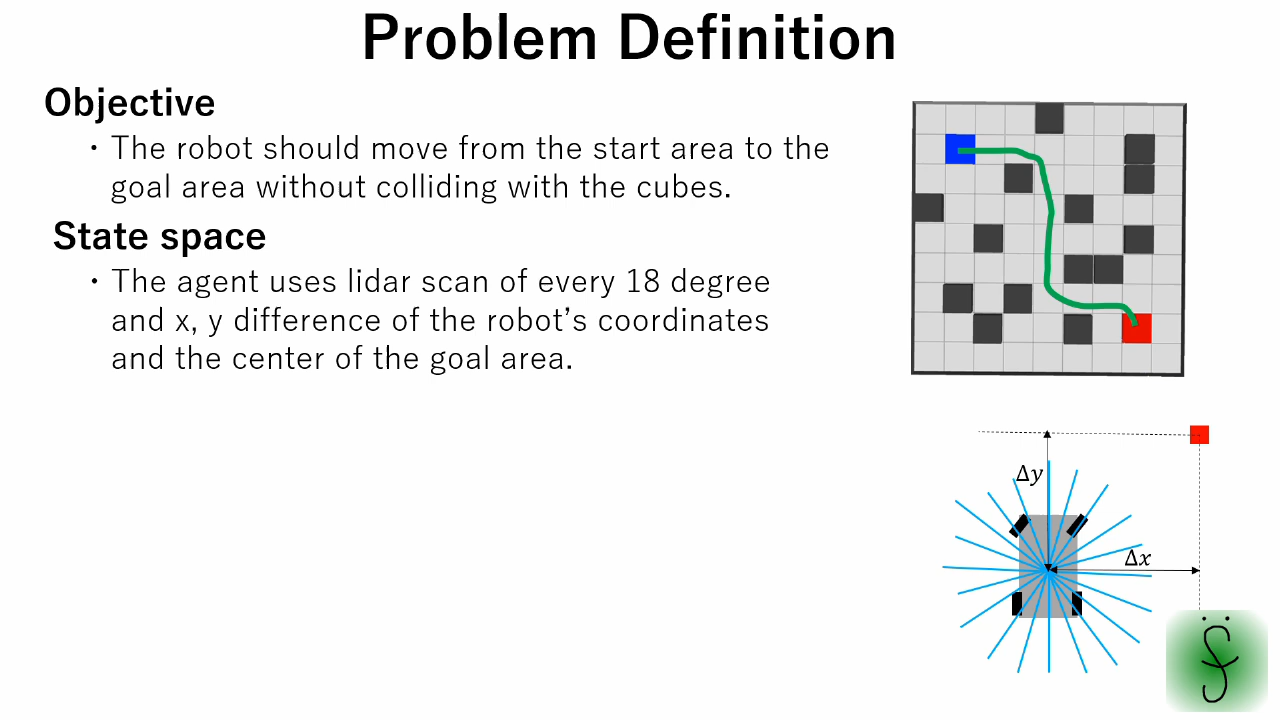 Problem Definition
Objective
・The robot should move from the start area to the
goal area without colliding with the cubes.
State space
・The agent uses lidar scan of every 18 degree
and x, y difference of the robot’s coordinates
and the center of the goal area.
Δy
Δx